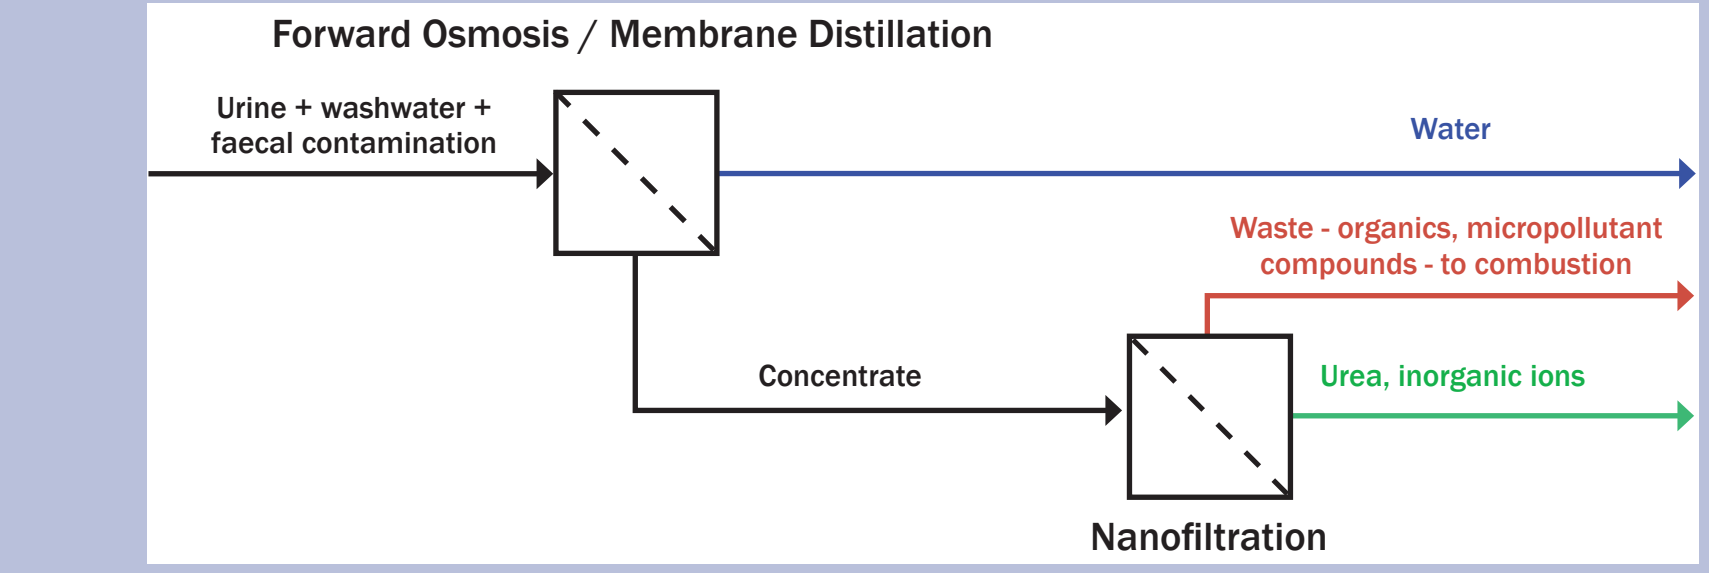 Forward Osmosis / Membrane Distillation
Urine + washwater +
faecal contamination
Water
Waste - organics, micropollutant
compounds - to combustion
Concentrate
Urea, inorganic ions
Nanofiltration